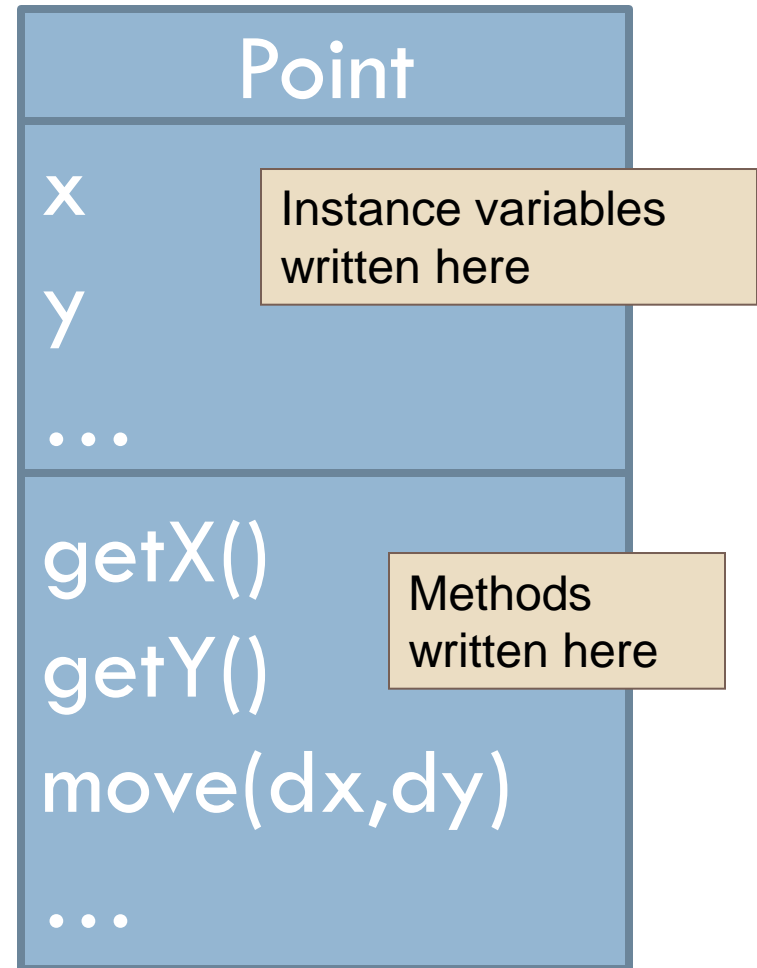 Point
x
Instance variables
written here
y
...
getX()
Methods
written here
getY()
move(dx,dy)
...